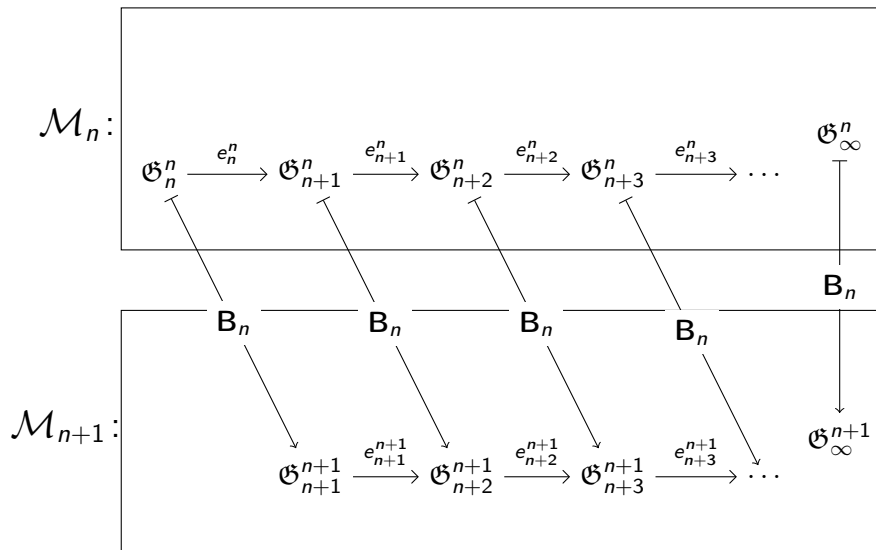 𝓜ₙ:
𝔊ⁿ_∞
eⁿₙ eⁿₙ₊₁ eⁿₙ₊₂ eⁿₙ₊₃
𝔊ⁿₙ 𝔊ⁿₙ₊₁ 𝔊ⁿₙ₊₂ 𝔊ⁿₙ₊₃ ⋯
𝐁ₙ
𝐁ₙ 𝐁ₙ 𝐁ₙ 𝐁ₙ
𝓜ₙ₊₁:
𝔊ⁿ⁺¹_∞
eⁿ⁺¹ₙ₊₁ eⁿ⁺¹ₙ₊₂ eⁿ⁺¹ₙ₊₃
𝔊ⁿ⁺¹ₙ₊₁ 𝔊ⁿ⁺¹ₙ₊₂ 𝔊ⁿ⁺¹ₙ₊₃ ⋯